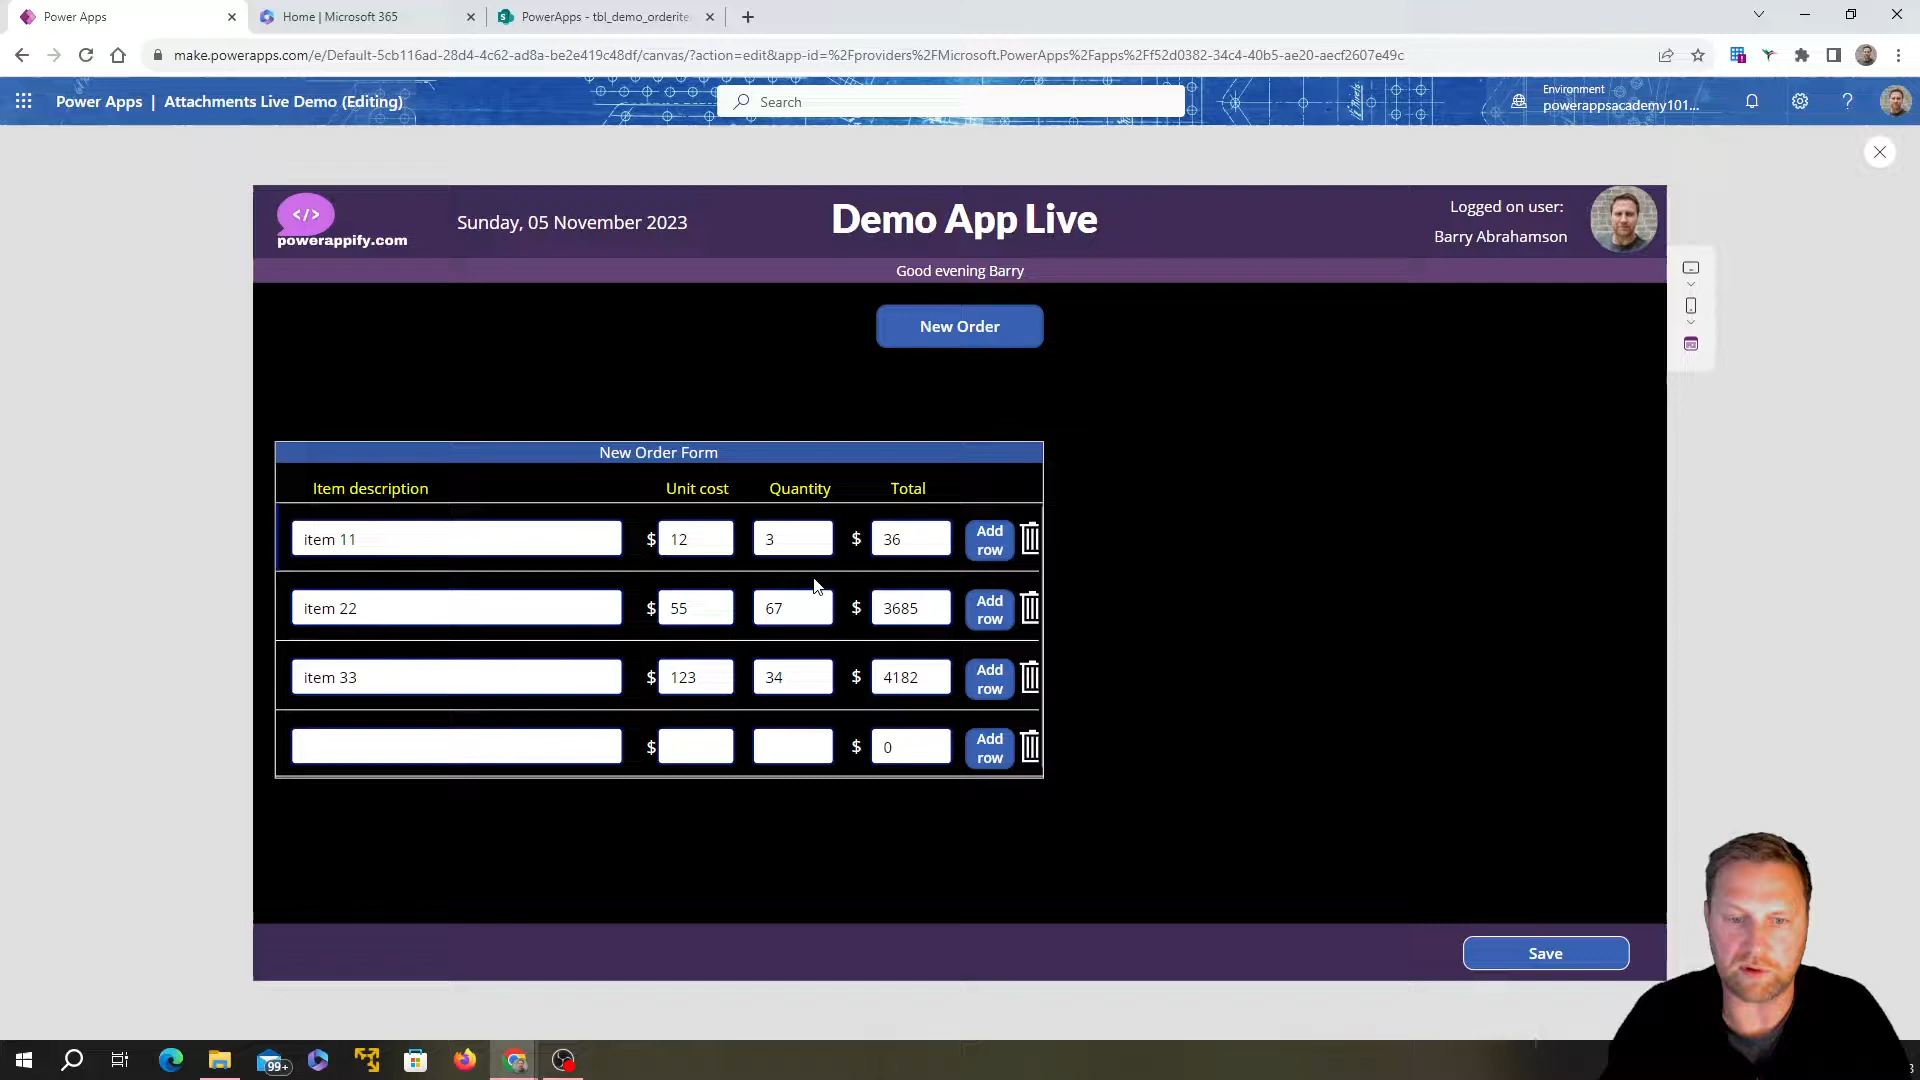 Power Apps
Home | Microsoft 365
PowerApps - tbl_demo_orderite
make.powerapps.com/e/Default-5cb116ad-28d4-4c62-ad8a-be2e419c48df/canvas/?action=edit&app-id=%2Fproviders%2FMicrosoft.PowerApps%2Fapps%2Ff52d0382-34c4-40b5-ae20-aecf2607e49c
Power Apps | Attachments Live Demo (Editing)
Search
Environment
powerappsacademy101...
</>
powerappify.com
Sunday, 05 November 2023
Demo App Live
Logged on user:
Barry Abrahamson
Good evening Barry
New Order
New Order Form
Item description Unit cost Quantity Total
item 11 $ 12 3 $ 36 Add row
item 22 $ 55 67 $ 3685 Add row
item 33 $ 123 34 $ 4182 Add row
$ $ 0 Add row
Save
99+